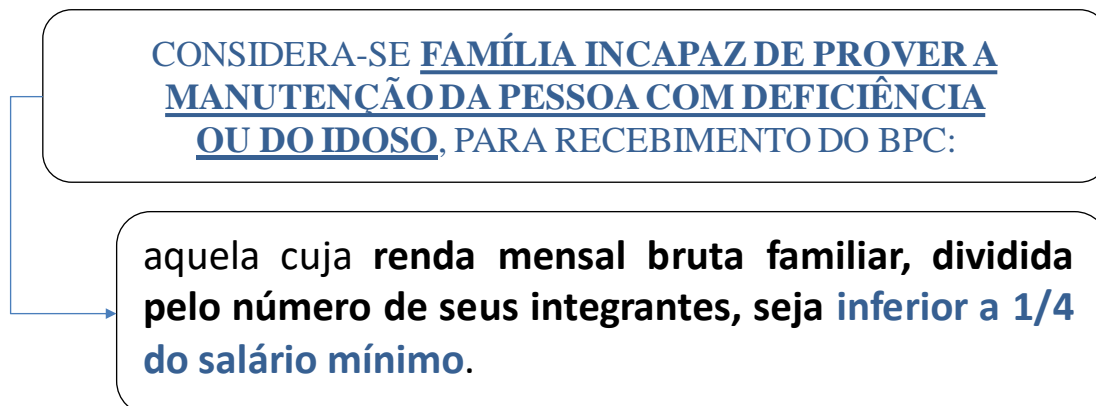 CONSIDERA-SE FAMÍLIA INCAPAZ DE PROVER A
MANUTENÇÃO DA PESSOA COM DEFICIÊNCIA
OU DO IDOSO, PARA RECEBIMENTO DO BPC:
aquela cuja renda mensal bruta familiar, dividida
pelo número de seus integrantes, seja inferior a 1/4
do salário mínimo.